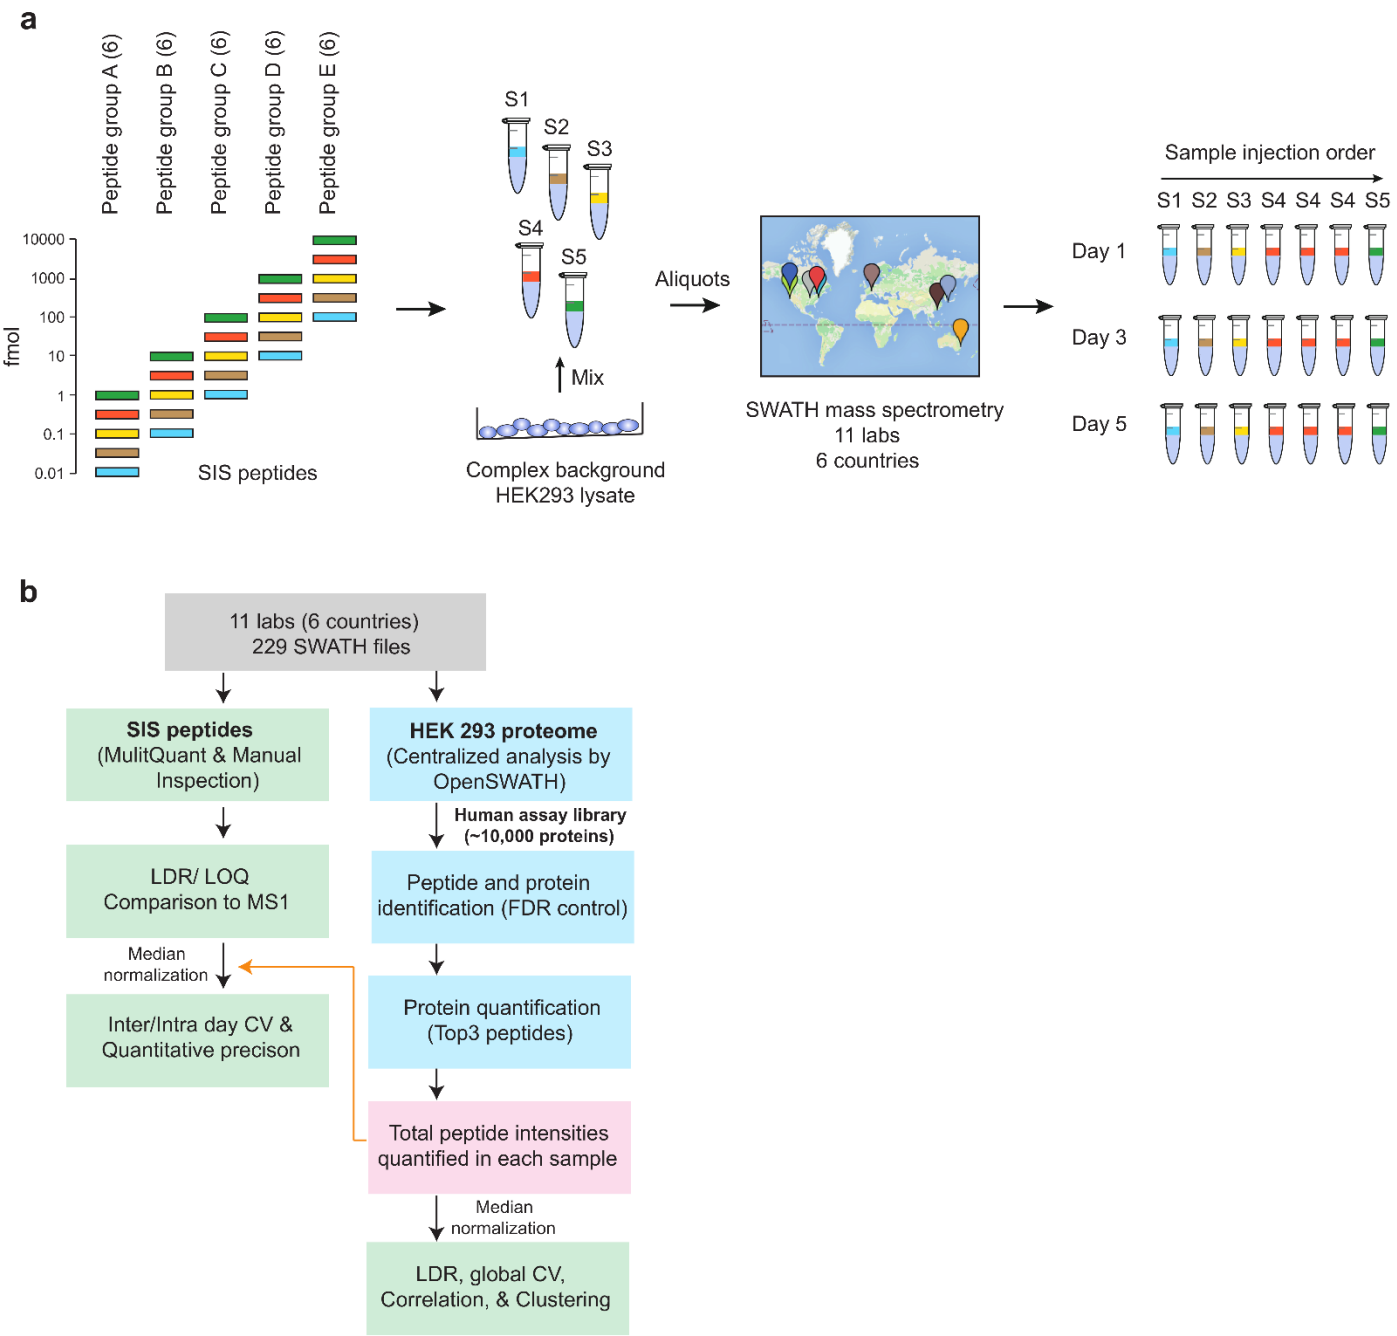 a
Peptide group A (6)
Peptide group B (6)
Peptide group C (6)
Peptide group D (6)
Peptide group E (6)
10000
1000
100
10
1
0.1
0.01
fmol
SIS peptides
S1
S2
S3
S4
S5
Mix
Complex background
HEK293 lysate
Aliquots
SWATH mass spectrometry
11 labs
6 countries
Sample injection order
S1 S2 S3 S4 S4 S4 S5
Day 1
Day 3
Day 5
b
11 labs (6 countries)
229 SWATH files
SIS peptides
(MulitQuant & Manual
Inspection)
HEK 293 proteome
(Centralized analysis by
OpenSWATH)
Human assay library
(~10,000 proteins)
LDR/ LOQ
Comparison to MS1
Peptide and protein
identification (FDR control)
Median
normalization
Inter/Intra day CV &
Quantitative precison
Protein quantification
(Top3 peptides)
Total peptide intensities
quantified in each sample
Median
normalization
LDR, global CV,
Correlation, & Clustering